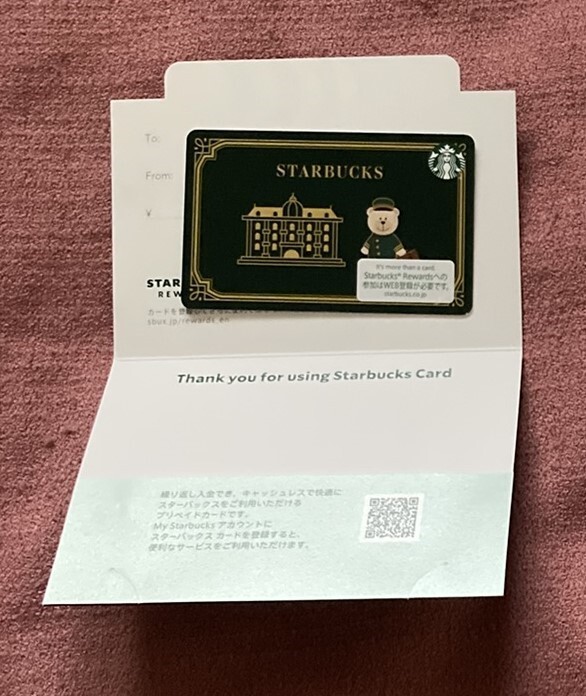 To:
From:
¥
STARBUCKS
It's more than a card.
Starbucks® Rewardsへの
参加はWEB登録が必要です。
starbucks.co.jp
STAR
REW
sbux.jp/rewards_en
Thank you for using Starbucks Card
繰り返し入金でき、キャッシュレスで快適に
スターバックスをご利用いただける
プリペイドカードです。
My Starbucks アカウントに
スターバックス カードを登録すると、
便利なサービスをご利用いただけます。